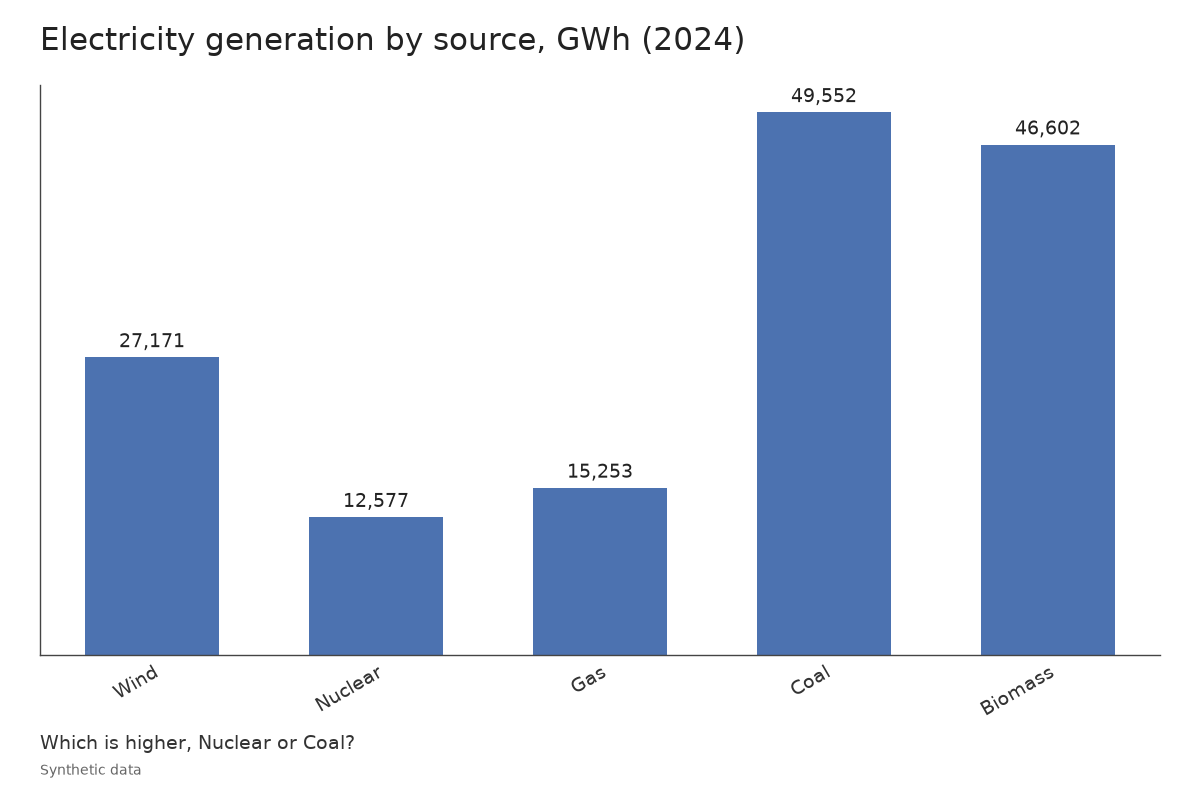 Electricity generation by source, GWh (2024)
49,552
46,602
27,171
15,253
12,577
Wind
Nuclear
Gas
Coal
Biomass
Which is higher, Nuclear or Coal?
Synthetic data